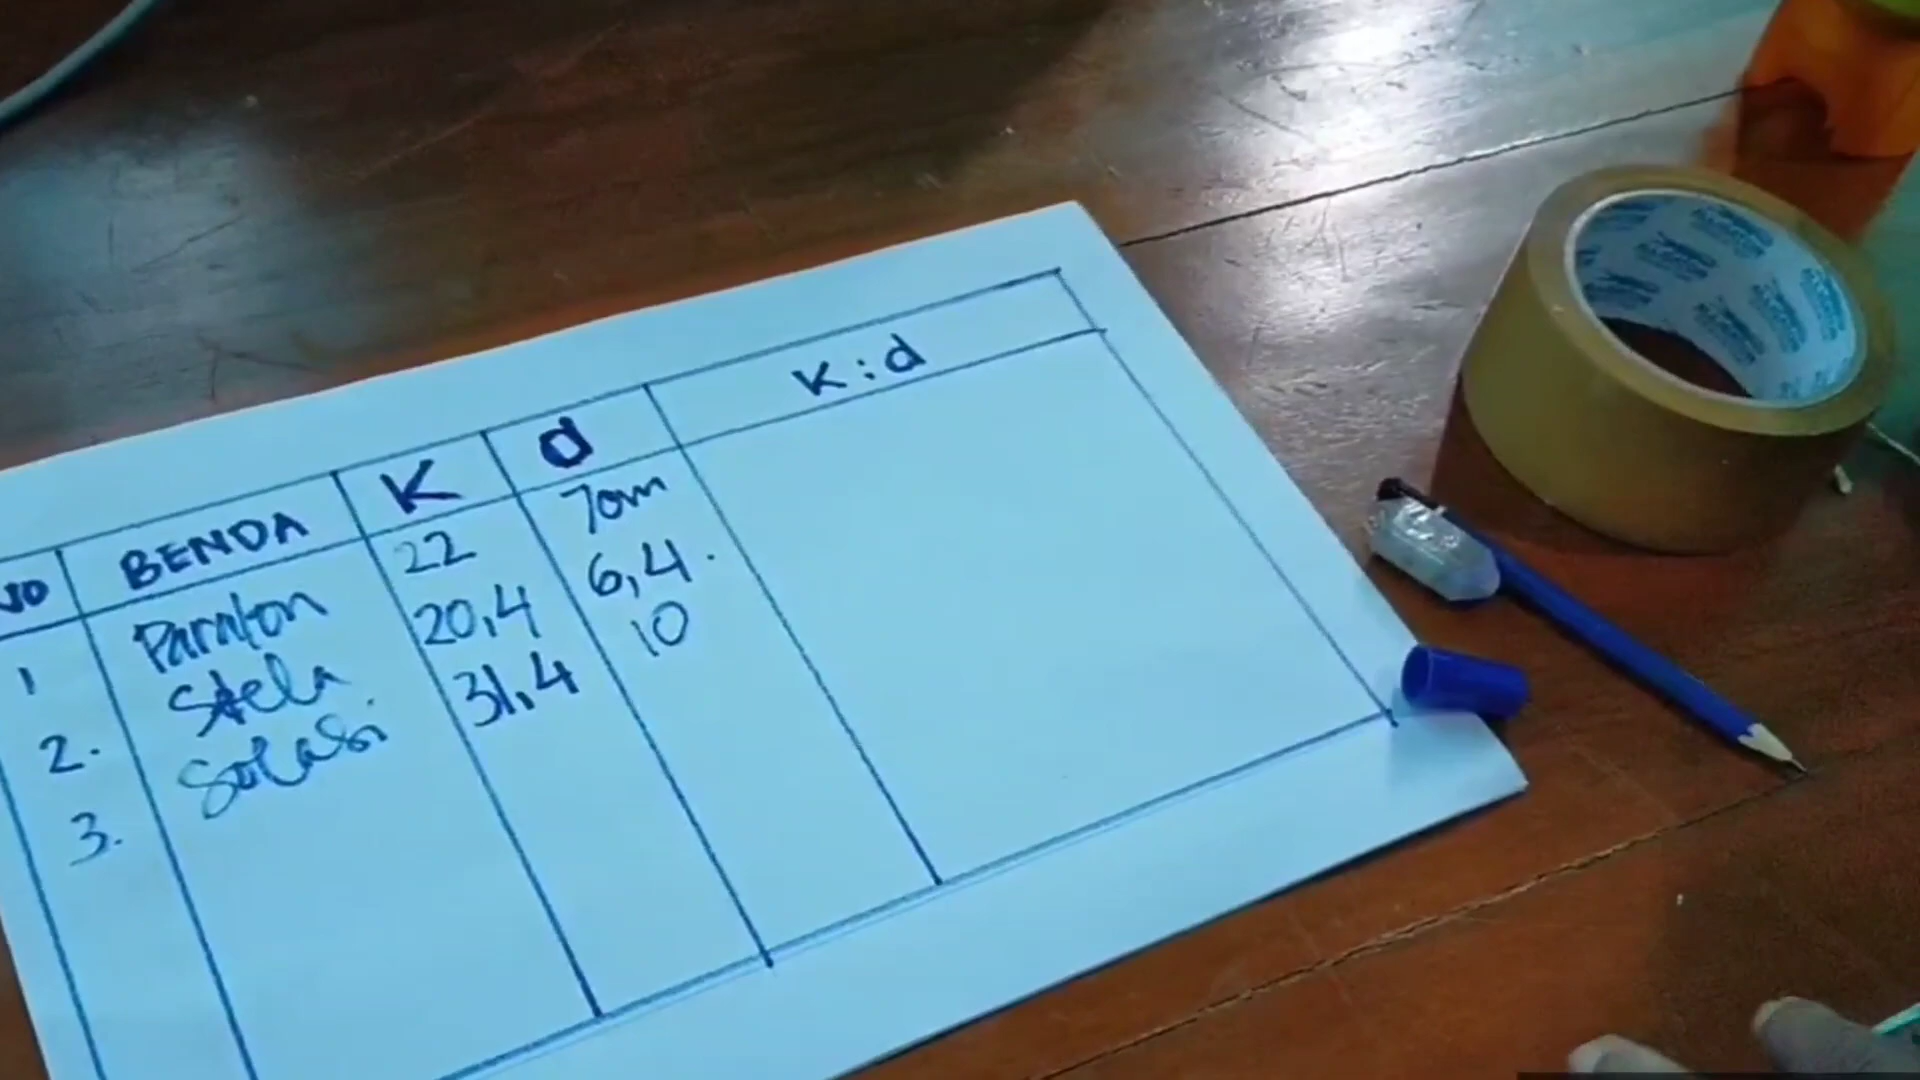 NO BENDA K d K:d
1 Paralon 22 7cm
2. Stela 20,4 6,4.
3. Solasi 31,4 10